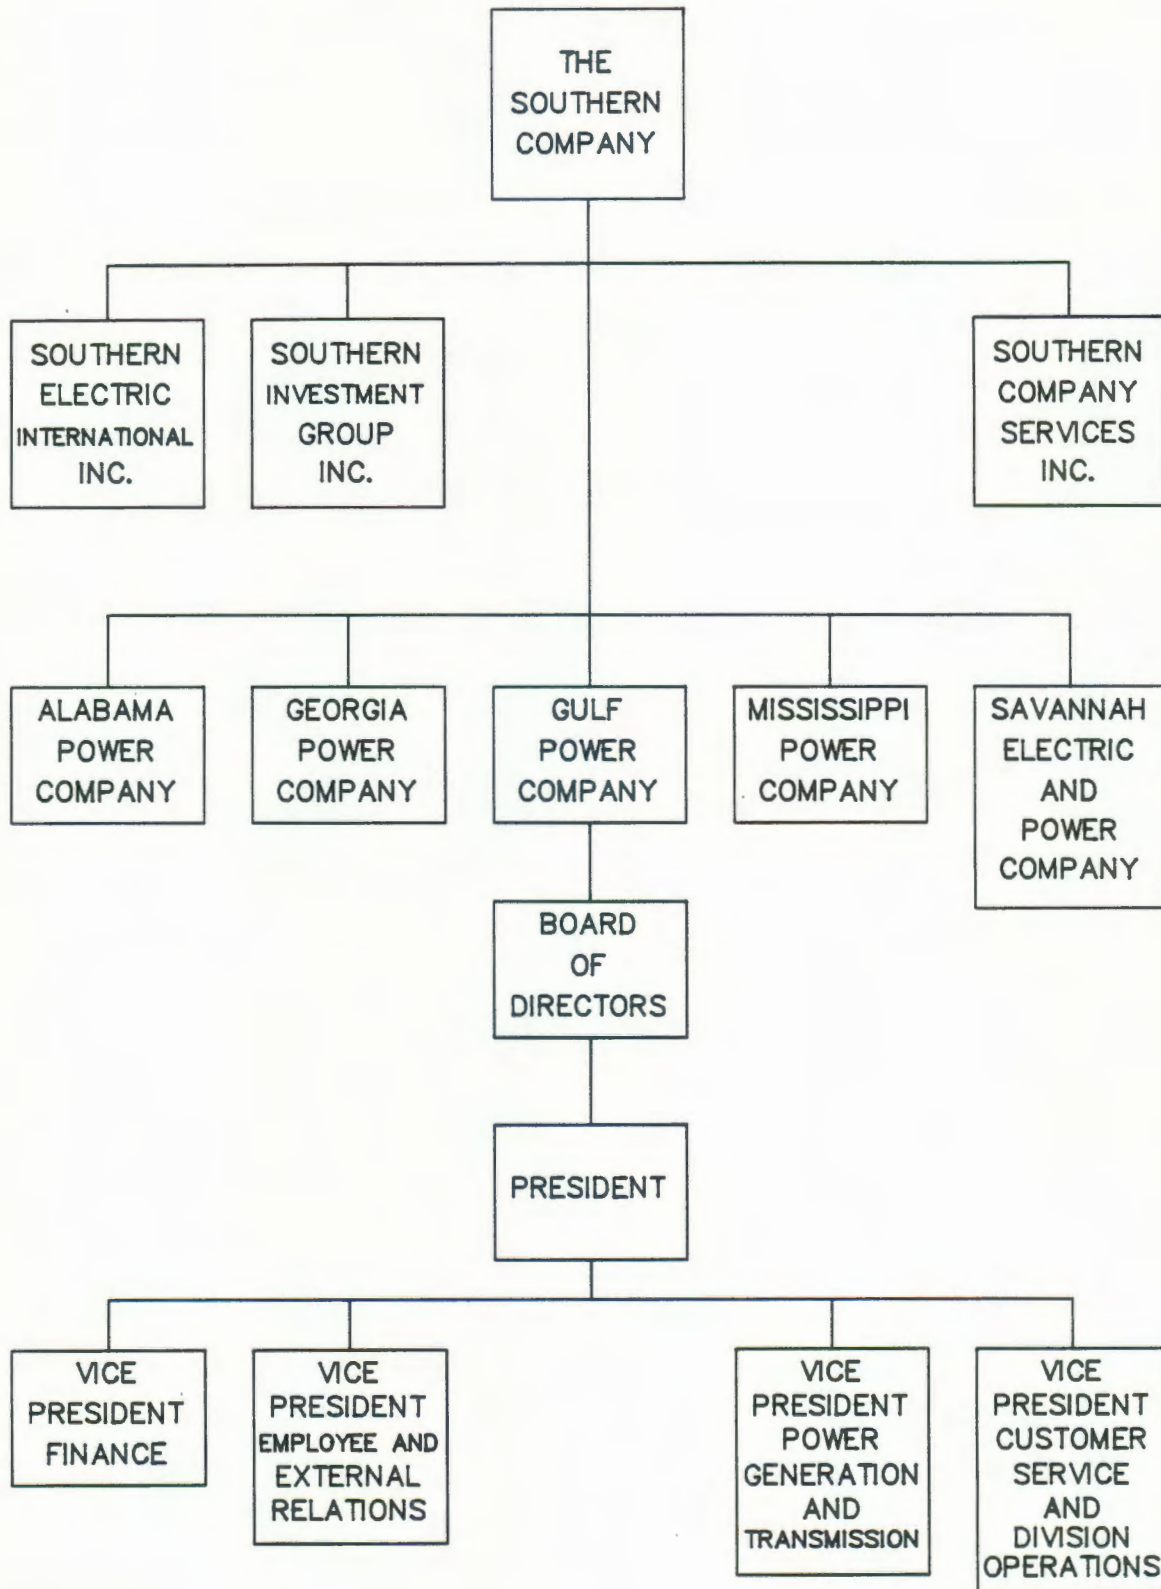 THE
SOUTHERN
COMPANY
SOUTHERN
ELECTRIC
INTERNATIONAL
INC.
SOUTHERN
INVESTMENT
GROUP
INC.
SOUTHERN
COMPANY
SERVICES
INC.
ALABAMA
POWER
COMPANY
GEORGIA
POWER
COMPANY
GULF
POWER
COMPANY
MISSISSIPPI
POWER
COMPANY
SAVANNAH
ELECTRIC
AND
POWER
COMPANY
BOARD
OF
DIRECTORS
PRESIDENT
VICE
PRESIDENT
FINANCE
VICE
PRESIDENT
EMPLOYEE AND
EXTERNAL
RELATIONS
VICE
PRESIDENT
POWER
GENERATION
AND
TRANSMISSION
VICE
PRESIDENT
CUSTOMER
SERVICE
AND
DIVISION
OPERATIONS